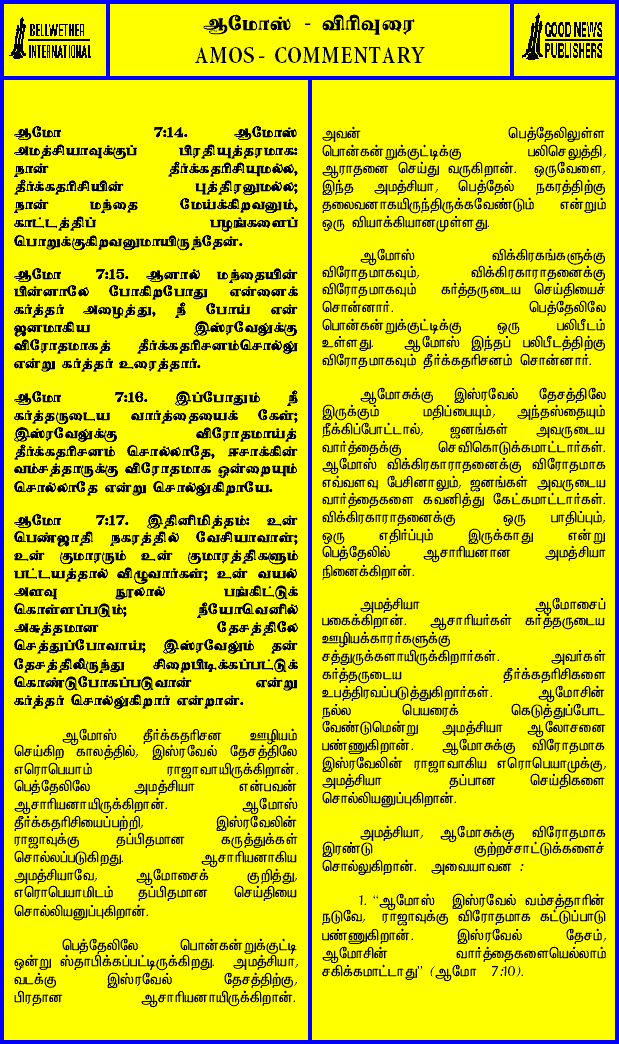 BELLWETHER
INTERNATIONAL
ஆமோஸ் - விரிவுரை
AMOS - COMMENTARY
GOOD NEWS
PUBLISHERS
ஆமோ 7:14. ஆமோஸ்
அமத்சியாவுக்குப் பிரதியுத்தரமாக:
நான் தீர்க்கதரிசியுமல்ல,
தீர்க்கதரிசியின் புத்திரனுமல்ல;
நான் மந்தை மேய்க்கிறவனும்,
காட்டத்திப் பழங்களைப்
பொறுக்குகிறவனுமாயிருந்தேன்.
ஆமோ 7:15. ஆனால் மந்தையின்
பின்னாலே போகிறபோது என்னைக்
கர்த்தர் அழைத்து, நீ போய் என்
ஜனமாகிய இஸ்ரவேலுக்கு
விரோதமாகத் தீர்க்கதரிசனம்சொல்லு
என்று கர்த்தர் உரைத்தார்.
ஆமோ 7:16. இப்போதும் நீ
கர்த்தருடைய வார்த்தையைக் கேள்;
இஸ்ரவேலுக்கு விரோதமாய்த்
தீர்க்கதரிசனம் சொல்லாதே, ஈசாக்கின்
வம்சத்தாருக்கு விரோதமாக ஒன்றையும்
சொல்லாதே என்று சொல்லுகிறாயே.
ஆமோ 7:17. இதினிமித்தம்: உன்
பெண்ஜாதி நகரத்தில் வேசியாவாள்;
உன் குமாரரும் உன் குமாரத்திகளும்
பட்டயத்தால் விழுவார்கள்; உன் வயல்
அளவு நூலால் பங்கிட்டுக்
கொள்ளப்படும்; நீயோவெனில்
அசுத்தமான தேசத்திலே
செத்துப்போவாய்; இஸ்ரவேலும் தன்
தேசத்திலிருந்து சிறைபிடிக்கப்பட்டுக்
கொண்டுபோகப்படுவான் என்று
கர்த்தர் சொல்லுகிறார் என்றான்.
ஆமோஸ் தீர்க்கதரிசன ஊழியம்
செய்கிற காலத்தில், இஸ்ரவேல் தேசத்திலே
எரொபெயாம் ராஜாவாயிருக்கிறான்.
பெத்தேலிலே அமத்சியா என்பவன்
ஆசாரியனாயிருக்கிறான். ஆமோஸ்
தீர்க்கதரிசியைப்பற்றி, இஸ்ரவேலின்
ராஜாவுக்கு தப்பிதமான கருத்துக்கள்
சொல்லப்படுகிறது. ஆசாரியனாகிய
அமத்சியாவே, ஆமோசைக் குறித்து,
எரொபெயாமிடம் தப்பிதமான செய்தியை
சொல்லியனுப்புகிறான்.
பெத்தேலிலே பொன்கன்றுக்குட்டி
ஒன்று ஸ்தாபிக்கப்பட்டிருக்கிறது. அமத்சியா,
வடக்கு இஸ்ரவேல் தேசத்திற்கு,
பிரதான ஆசாரியனாயிருக்கிறான்.
அவன் பெத்தேலிலுள்ள
பொன்கன்றுக்குட்டிக்கு பலிசெலுத்தி,
ஆராதனை செய்து வருகிறான். ஒருவேளை,
இந்த அமத்சியா, பெத்தேல் நகரத்திற்கு
தலைவனாகயிருந்திருக்கவேண்டும் என்றும்
ஒரு வியாக்கியானமுள்ளது.
ஆமோஸ் விக்கிரகங்களுக்கு
விரோதமாகவும், விக்கிரகாராதனைக்கு
விரோதமாகவும் கர்த்தருடைய செய்தியைச்
சொன்னார். பெத்தேலிலே
பொன்கன்றுக்குட்டிக்கு ஒரு பலிபீடம்
உள்ளது. ஆமோஸ் இந்தப் பலிபீடத்திற்கு
விரோதமாகவும் தீர்க்கதரிசனம் சொன்னார்.
ஆமோசுக்கு இஸ்ரவேல் தேசத்திலே
இருக்கும் மதிப்பையும், அந்தஸ்தையும்
நீக்கிப்போட்டால், ஜனங்கள் அவருடைய
வார்த்தைக்கு செவிகொடுக்கமாட்டார்கள்.
ஆமோஸ் விக்கிரகாராதனைக்கு விரோதமாக
எவ்வளவு பேசினாலும், ஜனங்கள் அவருடைய
வார்த்தைகளை கவனித்து கேட்கமாட்டார்கள்.
விக்கிரகாராதனைக்கு ஒரு பாதிப்பும்,
ஒரு எதிர்ப்பும் இருக்காது என்று
பெத்தேலில் ஆசாரியனான அமத்சியா
நினைக்கிறான்.
அமத்சியா ஆமோசைப்
பகைக்கிறான். ஆசாரியர்கள் கர்த்தருடைய
ஊழியக்காரர்களுக்கு
சத்துருக்களாயிருக்கிறார்கள். அவர்கள்
கர்த்தருடைய தீர்க்கதரிசிகளை
உபத்திரவப்படுத்துகிறார்கள். ஆமோசின்
நல்ல பெயரைக் கெடுத்துப்போட
வேண்டுமென்று அமத்சியா ஆலோசனை
பண்ணுகிறான். ஆமோசுக்கு விரோதமாக
இஸ்ரவேலின் ராஜாவாகிய எரொபெயாமுக்கு,
அமத்சியா தப்பான செய்திகளை
சொல்லியனுப்புகிறான்.
அமத்சியா, ஆமோசுக்கு விரோதமாக
இரண்டு குற்றச்சாட்டுக்களைச்
சொல்லுகிறான். அவையாவன :
1. "ஆமோஸ் இஸ்ரவேல் வம்சத்தாரின்
நடுவே, ராஜாவுக்கு விரோதமாக கட்டுப்பாடு
பண்ணுகிறான். இஸ்ரவேல் தேசம்,
ஆமோசின் வார்த்தைகளையெல்லாம்
சகிக்கமாட்டாது" (ஆமோ 7:10).